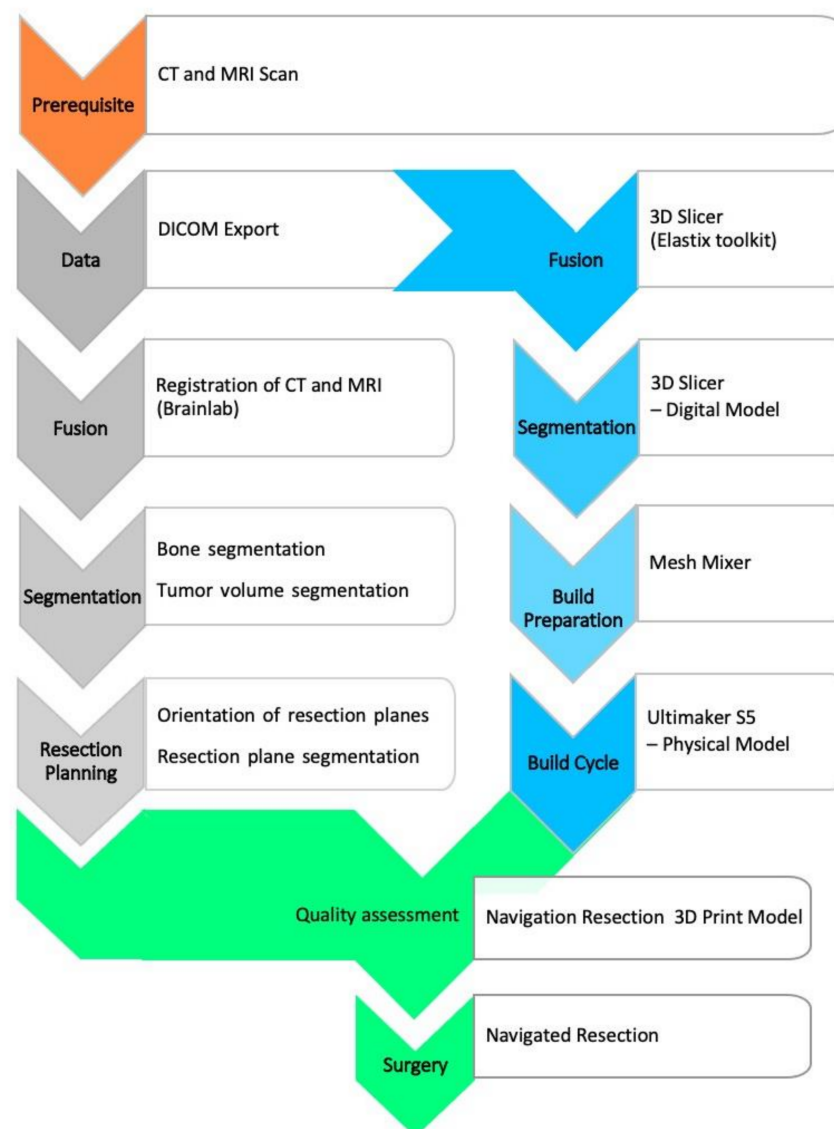 CT and MRI Scan
Prerequisite
DICOM Export
Data
3D Slicer
(Elastix toolkit)
Fusion
Registration of CT and MRI
(Brainlab)
Fusion
3D Slicer
– Digital Model
Segmentation
Bone segmentation
Tumor volume segmentation
Segmentation
Mesh Mixer
Build
Preparation
Orientation of resection planes
Resection plane segmentation
Resection
Planning
Ultimaker S5
– Physical Model
Build Cycle
Quality assessment
Navigation Resection 3D Print Model
Navigated Resection
Surgery